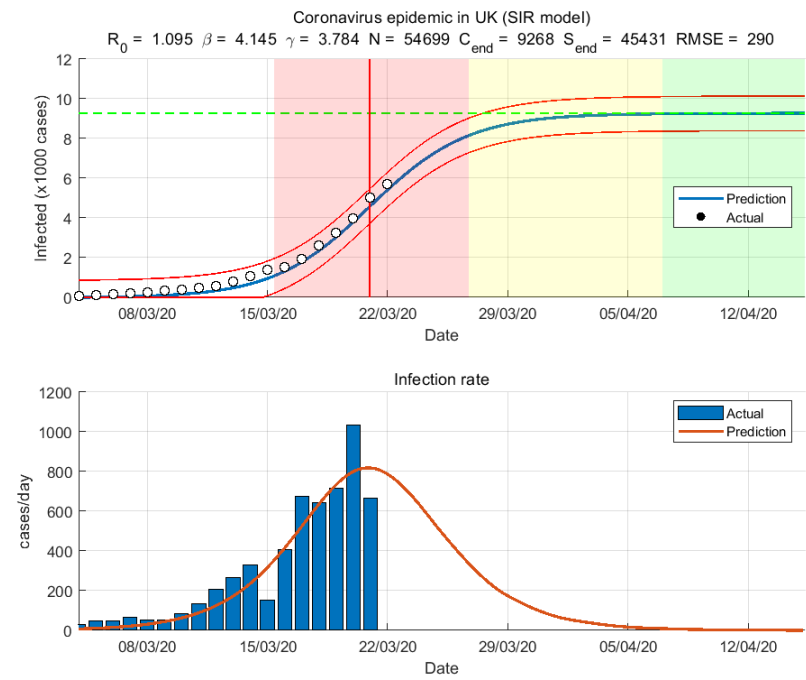 Coronavirus epidemic in UK (SIR model)
R0 = 1.095 β = 4.145 γ = 3.784 N = 54699 Cend = 9268 Send = 45431 RMSE = 290
Infected (x1000 cases)
12
10
8
6
4
2
0
Prediction
Actual
08/03/20
15/03/20
22/03/20
29/03/20
05/04/20
12/04/20
Date
Infection rate
cases/day
1200
1000
800
600
400
200
0
Actual
Prediction
08/03/20
15/03/20
22/03/20
29/03/20
05/04/20
12/04/20
Date